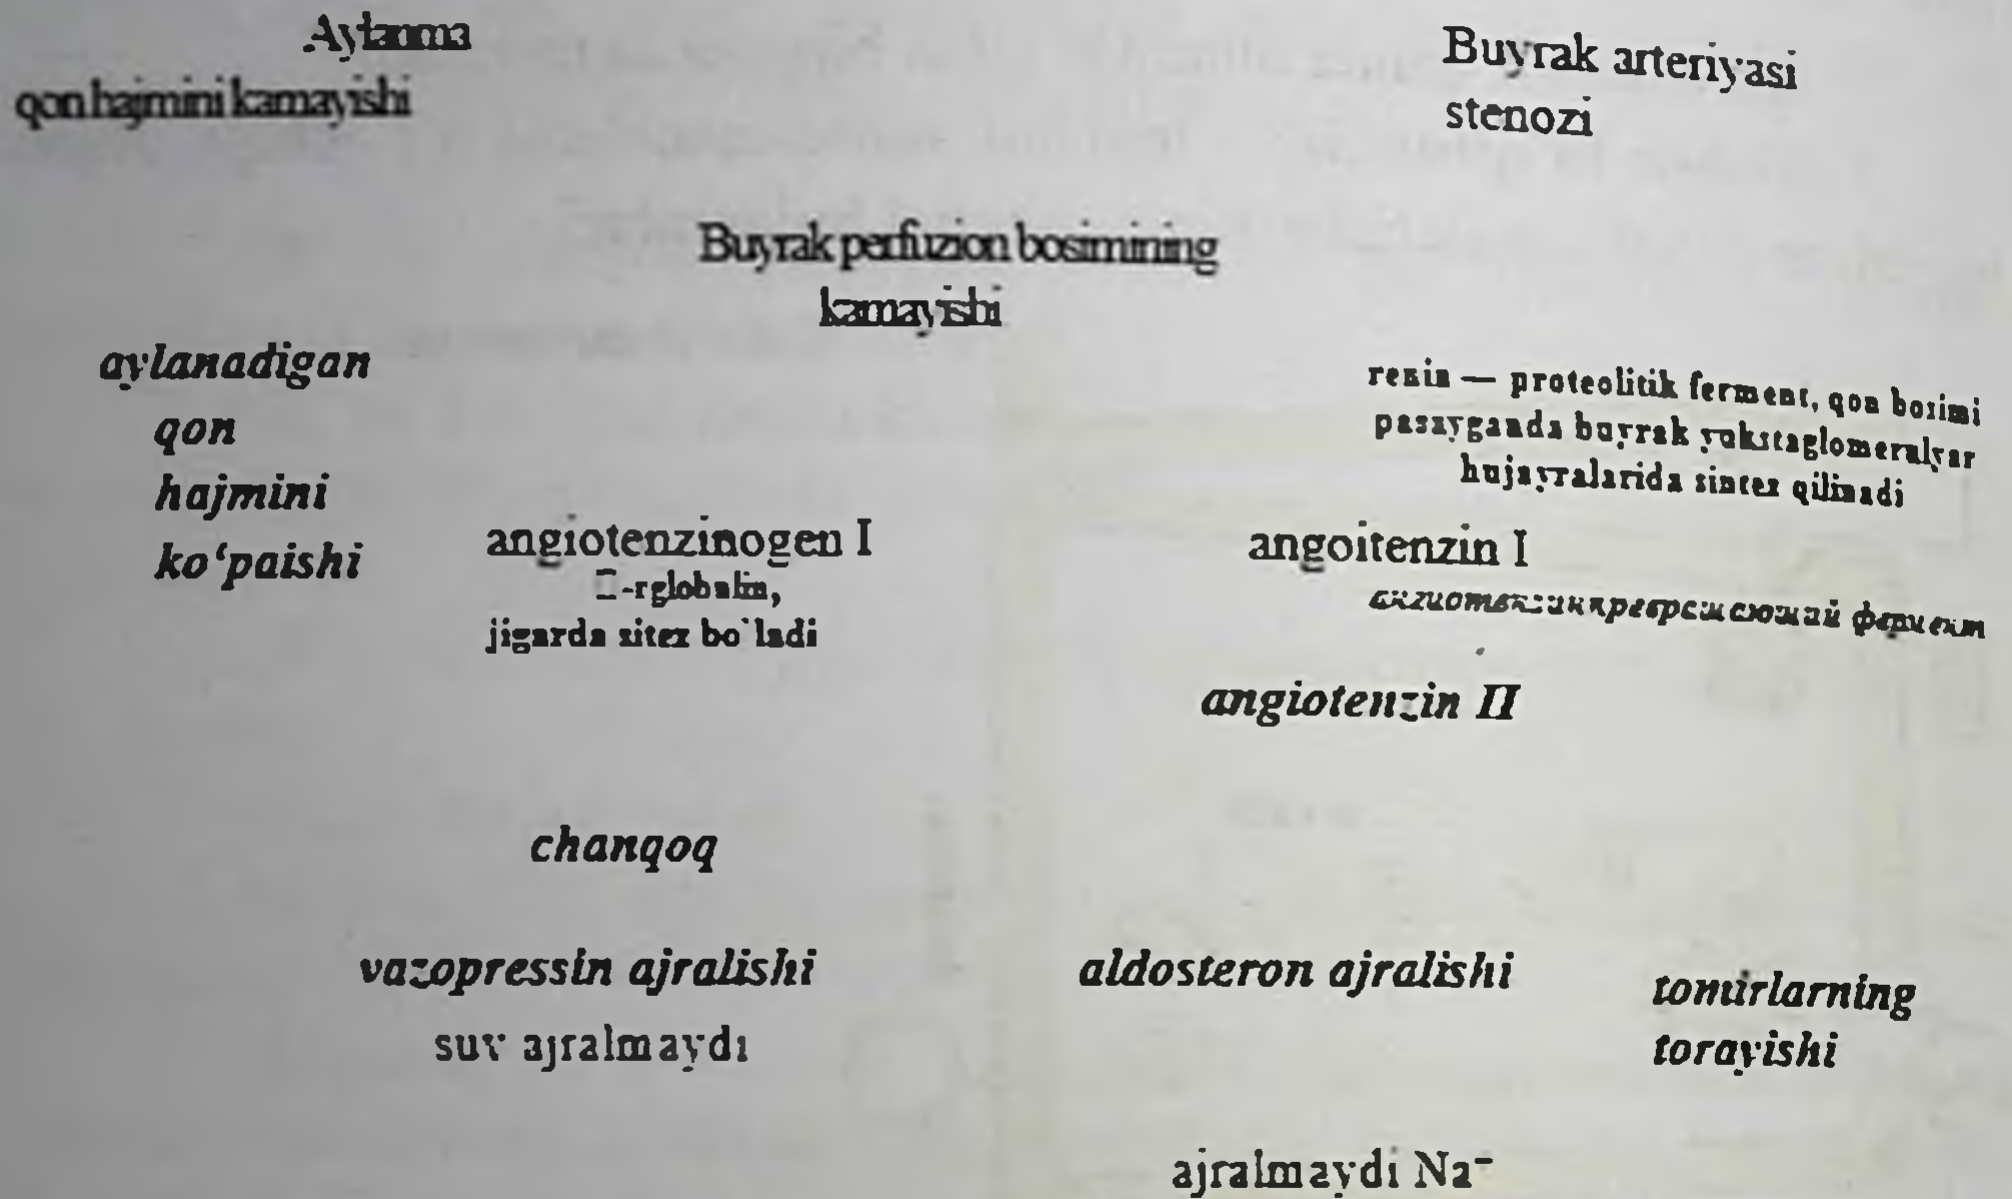 Aylanma
qon hajmini kamayishi
Buyrak arteriyasi
stenozi
Buyrak perfuzion bosimining
kamayishi
aylanadigan
qon
hajmini
ko‘paishi
renin — proteolitik ferment, qon bosimi
pasayganda buyrak yukstaglomerulyar
hujayralarida sintez qilinadi
angiotenzinogen I
-rglobulin,
jigarda sitez bo`ladi
angoitenzin I
фермент
angiotenzin II
chanqoq
vazopressin ajralishi
suv ajralmaydi
aldosteron ajralishi
tomirlarning
torayishi
ajralmaydi Na⁺